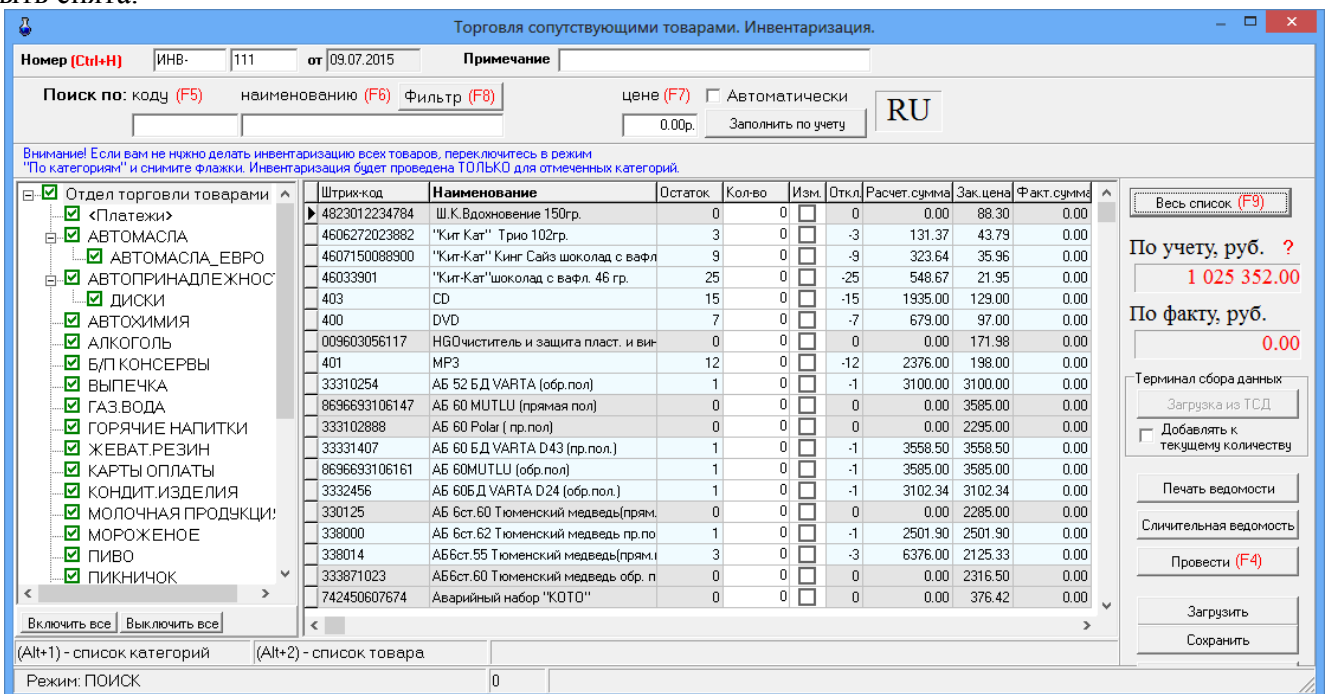 быть снята.
Торговля сопутствующими товарами. Инвентаризация.
Номер (Ctrl+H) ИНВ- 111 от 09.07.2015 Примечание
Поиск по: коду (F5) наименованию (F6) Фильтр (F8) цене (F7) Автоматически RU
0.00р. Заполнить по учету
Внимание! Если вам не нужно делать инвентаризацию всех товаров, переключитесь в режим
"По категориям" и снимите флажки. Инвентаризация будет проведена ТОЛЬКО для отмеченных категорий.
Отдел торговли товарами
<Платежи>
АВТОМАСЛА
АВТОМАСЛА_ЕВРО
АВТОПРИНАДЛЕЖНОС
ДИСКИ
АВТОХИМИЯ
АЛКОГОЛЬ
Б/П КОНСЕРВЫ
ВЫПЕЧКА
ГАЗ.ВОДА
ГОРЯЧИЕ НАПИТКИ
ЖЕВАТ.РЕЗИН
КАРТЫ ОПЛАТЫ
КОНДИТ.ИЗДЕЛИЯ
МОЛОЧНАЯ ПРОДУКЦИ
МОРОЖЕНОЕ
ПИВО
ПИКНИЧОК
Включить все Выключить все
Штрих-код Наименование Остаток Кол-во Изм. Откл. Расчет.сумма Зак.цена Факт.сумма
4823012234784 Ш.К.Вдохновение 150гр. 0 0 0 0.00 88.30 0.00
4606272023882 "Кит Кат" Трио 102гр. 3 0 -3 131.37 43.79 0.00
4607150088900 "Кит-Кат" Кинг Сайз шоколад с вафл 9 0 -9 323.64 35.96 0.00
46033901 "Кит-Кат"шоколад с вафл. 46 гр. 25 0 -25 548.67 21.95 0.00
403 CD 15 0 -15 1935.00 129.00 0.00
400 DVD 7 0 -7 679.00 97.00 0.00
009603056117 HGOчиститель и защита пласт. и вин 0 0 0 0.00 171.98 0.00
401 MP3 12 0 -12 2376.00 198.00 0.00
33310254 АБ 52 БД VARTA (обр.пол) 1 0 -1 3100.00 3100.00 0.00
8696693106147 АБ 60 MUTLU (прямая пол) 0 0 0 0.00 3585.00 0.00
333102888 АБ 60 Polar ( пр.пол) 0 0 0 0.00 2295.00 0.00
33331407 АБ 60 БД VARTA D43 (пр.пол.) 1 0 -1 3558.50 3558.50 0.00
8696693106161 АБ 60MUTLU (обр.пол) 1 0 -1 3585.00 3585.00 0.00
3332456 АБ 60БД VARTA D24 (обр.пол.) 1 0 -1 3102.34 3102.34 0.00
330125 АБ 6ст.60 Тюменский медведь(прям. 0 0 0 0.00 2285.00 0.00
338000 АБ 6ст.62 Тюменский медведь пр.по 1 0 -1 2501.90 2501.90 0.00
338014 АБ6ст.55 Тюменский медведь(прям. 3 0 -3 6376.00 2125.33 0.00
333871023 АБ6ст.60 Тюменский медведь обр. п 0 0 0 0.00 2316.50 0.00
742450607674 Аварийный набор "КОТО" 0 0 0 0.00 376.42 0.00
Весь список (F9)
По учету, руб. ?
1 025 352.00
По факту, руб.
0.00
Терминал сбора данных
Загрузка из ТСД
Добавлять к
текущему количеству
Печать ведомости
Сличительная ведомость
Провести (F4)
Загрузить
Сохранить
(Alt+1) - список категорий (Alt+2) - список товара
Режим: ПОИСК 0